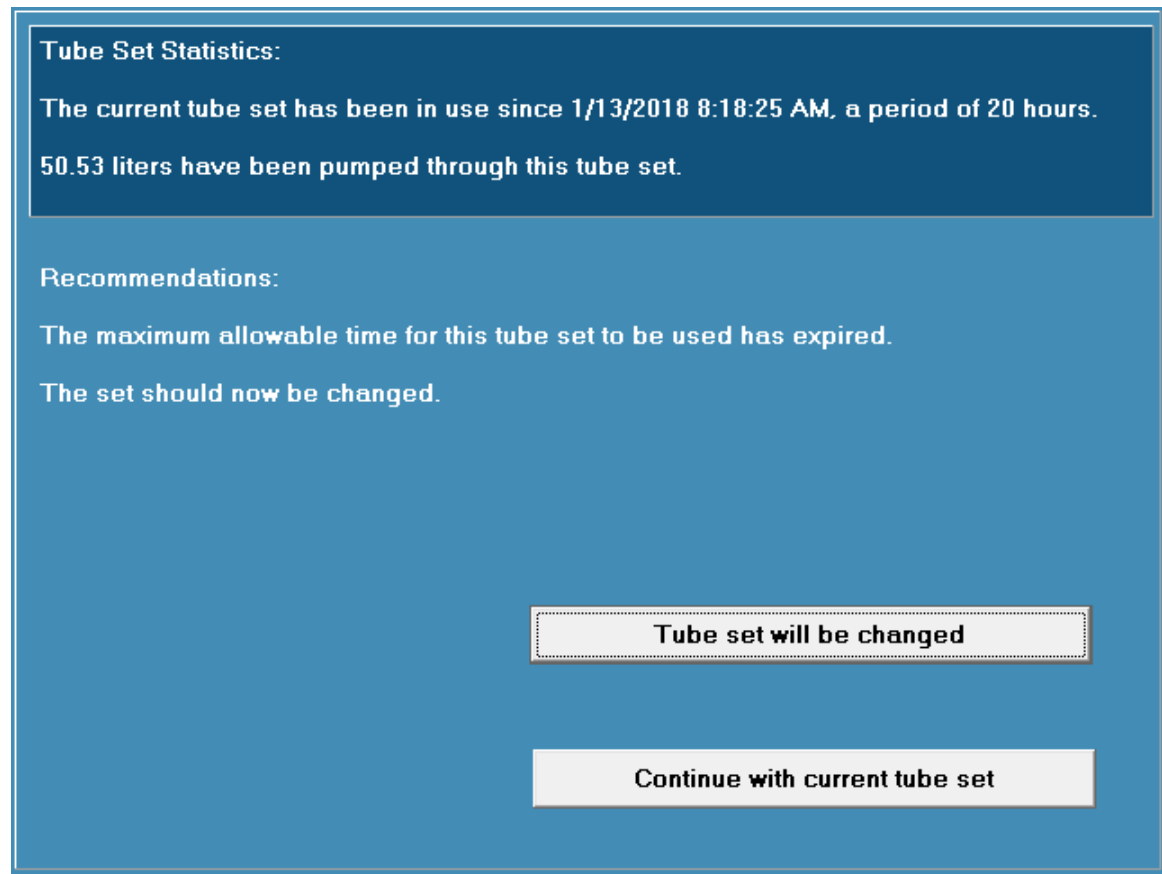 Tube Set Statistics:
The current tube set has been in use since 1/13/2018 8:18:25 AM, a period of 20 hours.
50.53 liters have been pumped through this tube set.
Recommendations:
The maximum allowable time for this tube set to be used has expired.
The set should now be changed.
Tube set will be changed
Continue with current tube set